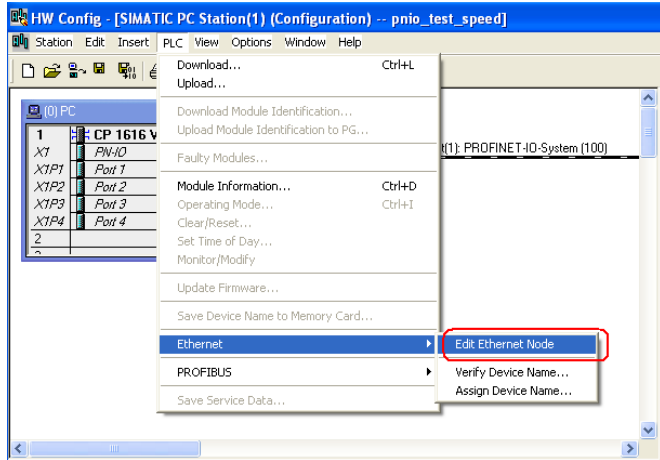 HW Config - [SIMATIC PC Station(1) (Configuration) -- pnio_test_speed]
Station Edit Insert PLC View Options Window Help
Download... Ctrl+L
Upload...
Download Module Identification...
Upload Module Identification to PG...
Faulty Modules...
Module Information... Ctrl+D
Operating Mode... Ctrl+I
Clear/Reset...
Set Time of Day...
Monitor/Modify
Update Firmware...
Save Device Name to Memory Card...
Ethernet
PROFIBUS
Save Service Data...
Edit Ethernet Node
Verify Device Name...
Assign Device Name...
(0) PC
1 CP 1616 V
X1 PN-IO
X1P1 Port 1
X1P2 Port 2
X1P3 Port 3
X1P4 Port 4
2
(1): PROFINET-IO-System (100)